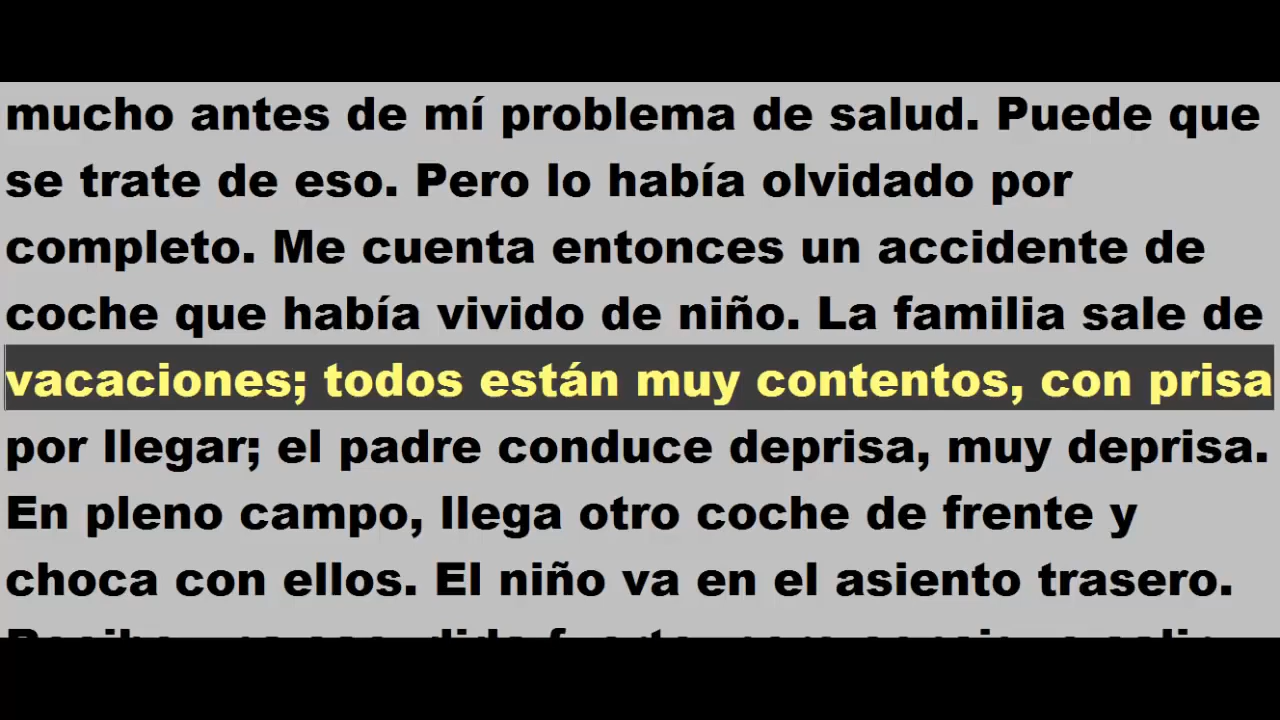 mucho antes de mí problema de salud. Puede que
se trate de eso. Pero lo había olvidado por
completo. Me cuenta entonces un accidente de
coche que había vivido de niño. La familia sale de
vacaciones; todos están muy contentos, con prisa
por llegar; el padre conduce deprisa, muy deprisa.
En pleno campo, llega otro coche de frente y
choca con ellos. El niño va en el asiento trasero.